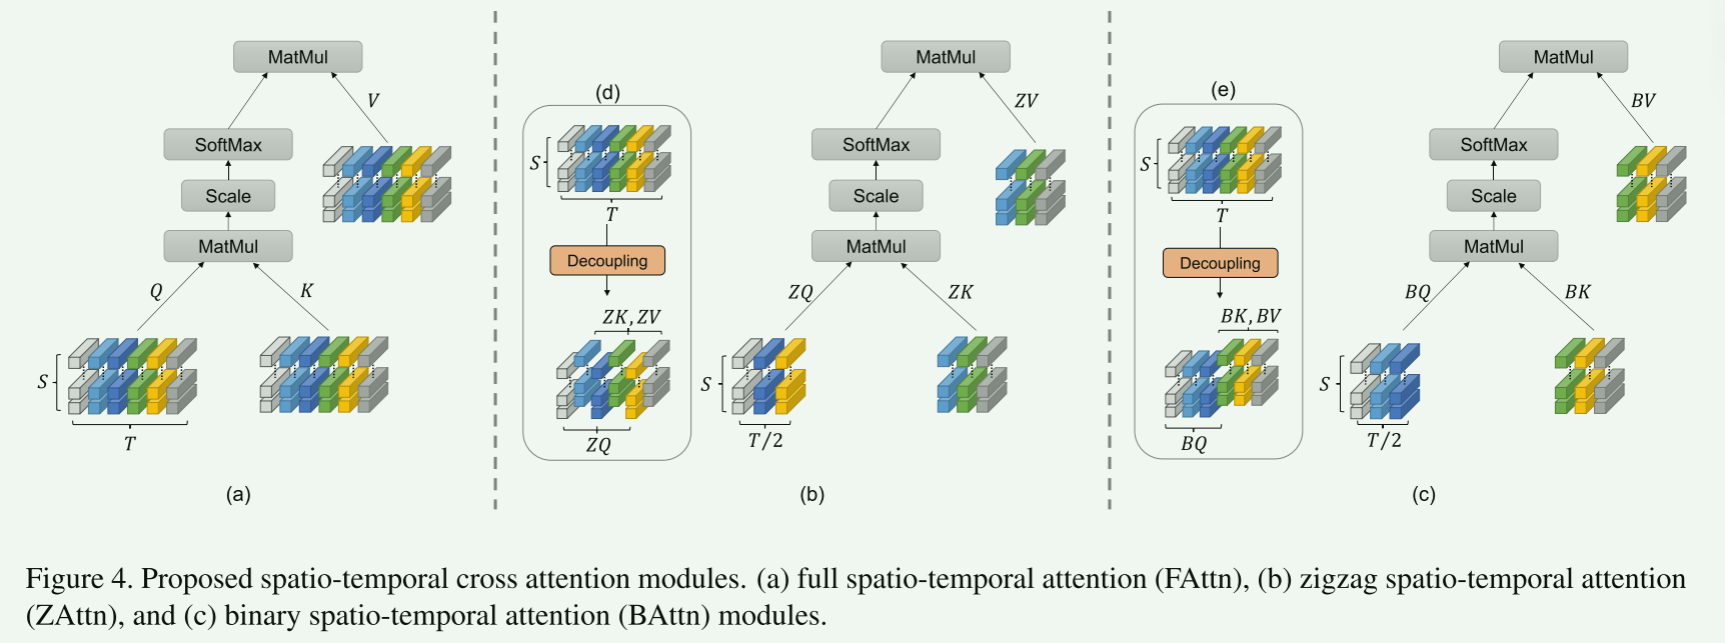 MatMul
V
SoftMax
Scale
MatMul
Q
K
S
T
(a)
(d)
S
T
Decoupling
ZK, ZV
ZQ
MatMul
ZV
SoftMax
Scale
MatMul
ZQ
ZK
S
T/2
(b)
(e)
S
T
Decoupling
BK, BV
BQ
MatMul
BV
SoftMax
Scale
MatMul
BQ
BK
S
T/2
(c)
Figure 4. Proposed spatio-temporal cross attention modules. (a) full spatio-temporal attention (FAttn), (b) zigzag spatio-temporal attention
(ZAttn), and (c) binary spatio-temporal attention (BAttn) modules.